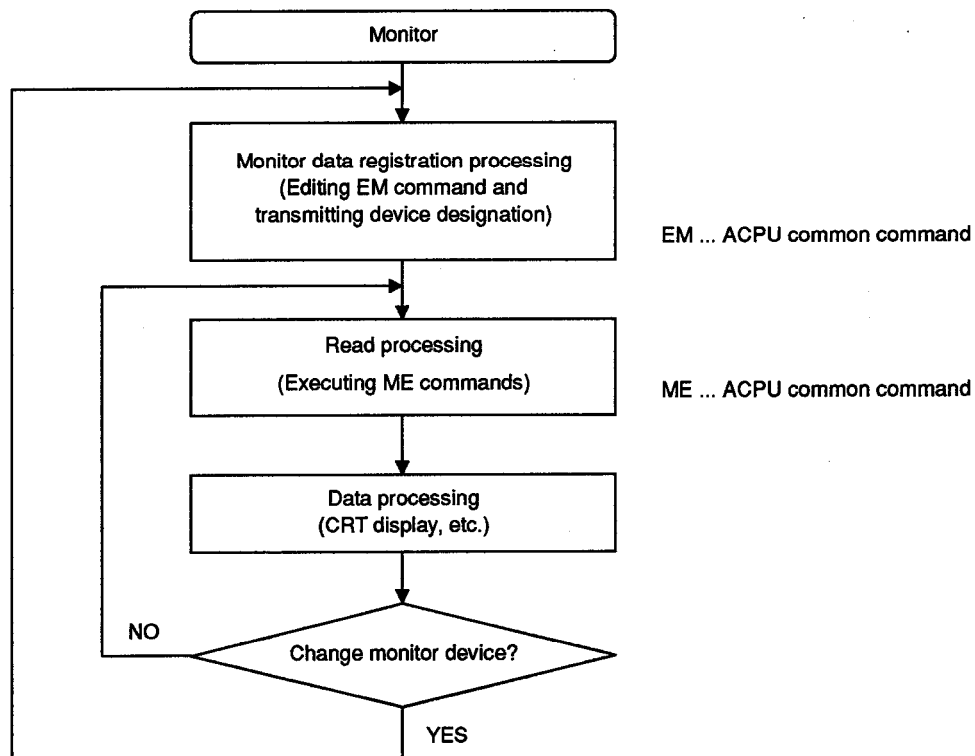 Monitor
Monitor data registration processing
(Editing EM command and
transmitting device designation)
EM ... ACPU common command
Read processing
(Executing ME commands)
ME ... ACPU common command
Data processing
(CRT display, etc.)
NO
Change monitor device?
YES